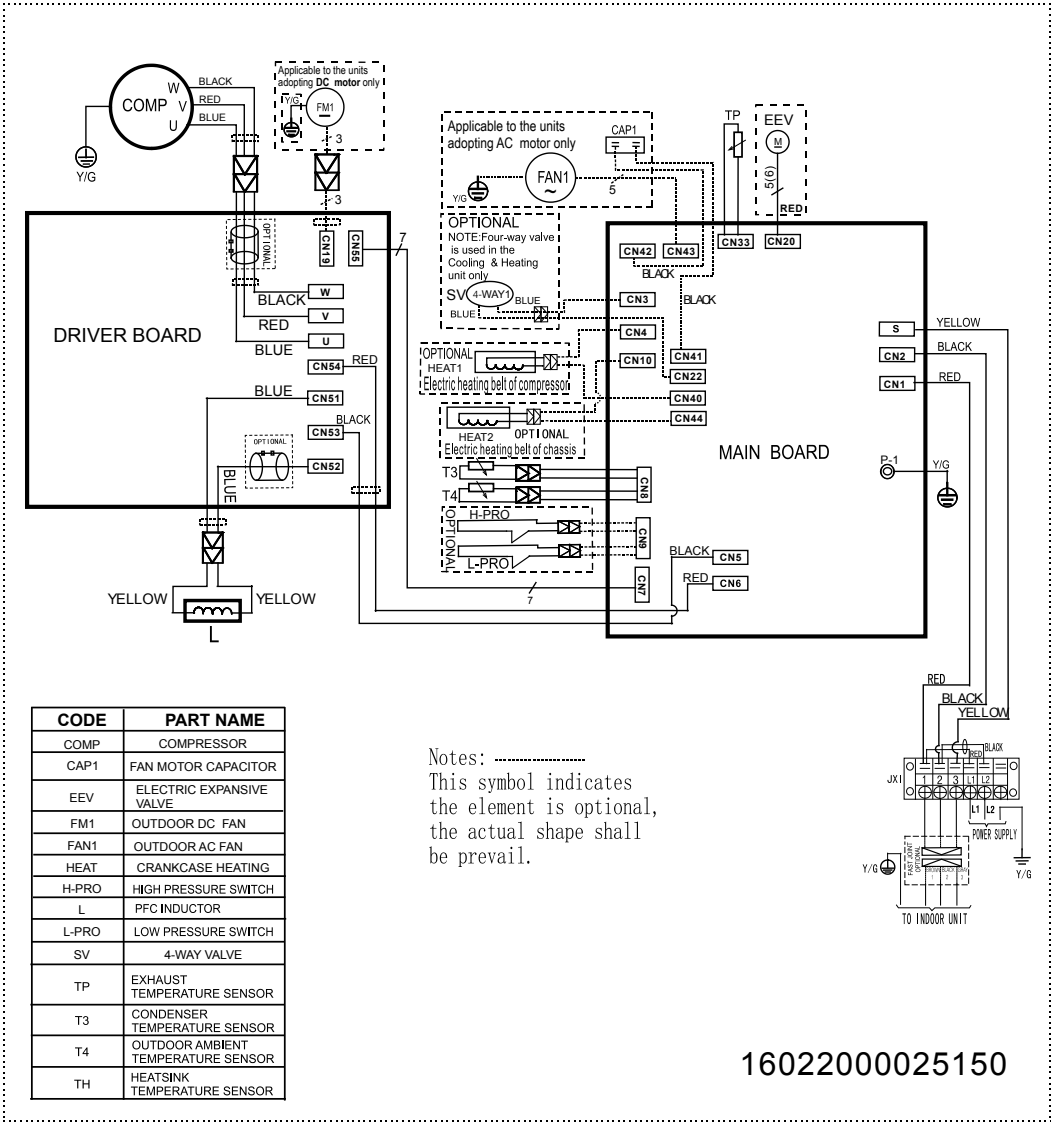 COMP
W
V
U
BLACK
RED
BLUE
Y/G
Applicable to the units
adopting DC motor only
Y/G
FM1
3
3
DRIVER BOARD
OPTIONAL
CN19
CN55
7
BLACK W
RED V
BLUE U
CN54 RED
BLUE CN51
BLACK
CN53
OPTIONAL
CN52
BLUE
YELLOW YELLOW
L
Applicable to the units
adopting AC motor only
CAP1
FAN1
~
Y/G
5
OPTIONAL
NOTE:Four-way valve
is used in the
Cooling & Heating
unit only
SV 4-WAY1 BLUE
BLUE
OPTIONAL
HEAT1
Electric heating belt of compressor
HEAT2 OPTIONAL
Electric heating belt of chassis
T3
T4
OPTIONAL
H-PRO
L-PRO
7
TP
EEV
M
5(6)
RED
CN33
CN20
CN42
CN43
BLACK
BLACK
CN3
CN4
CN10
CN41
CN22
CN40
CN44
CN8
CN9
CN7
BLACK CN5
RED CN6
MAIN BOARD
S YELLOW
CN2 BLACK
CN1 RED
P-1
Y/G
RED
BLACK
YELLOW
BLACK
RED
JX1
1 2 3 L1 L2
L1 L2
POWER SUPPLY
Y/G
FAST JOINT
OPTIONAL
BROWN BLACK GRAY
1 2 3
Y/G
TO INDOOR UNIT
CODE PART NAME
COMP COMPRESSOR
CAP1 FAN MOTOR CAPACITOR
EEV ELECTRIC EXPANSIVE
VALVE
FM1 OUTDOOR DC FAN
FAN1 OUTDOOR AC FAN
HEAT CRANKCASE HEATING
H-PRO HIGH PRESSURE SWITCH
L PFC INDUCTOR
L-PRO LOW PRESSURE SWITCH
SV 4-WAY VALVE
TP EXHAUST
TEMPERATURE SENSOR
T3 CONDENSER
TEMPERATURE SENSOR
T4 OUTDOOR AMBIENT
TEMPERATURE SENSOR
TH HEATSINK
TEMPERATURE SENSOR
Notes:
This symbol indicates
the element is optional,
the actual shape shall
be prevail.
16022000025150